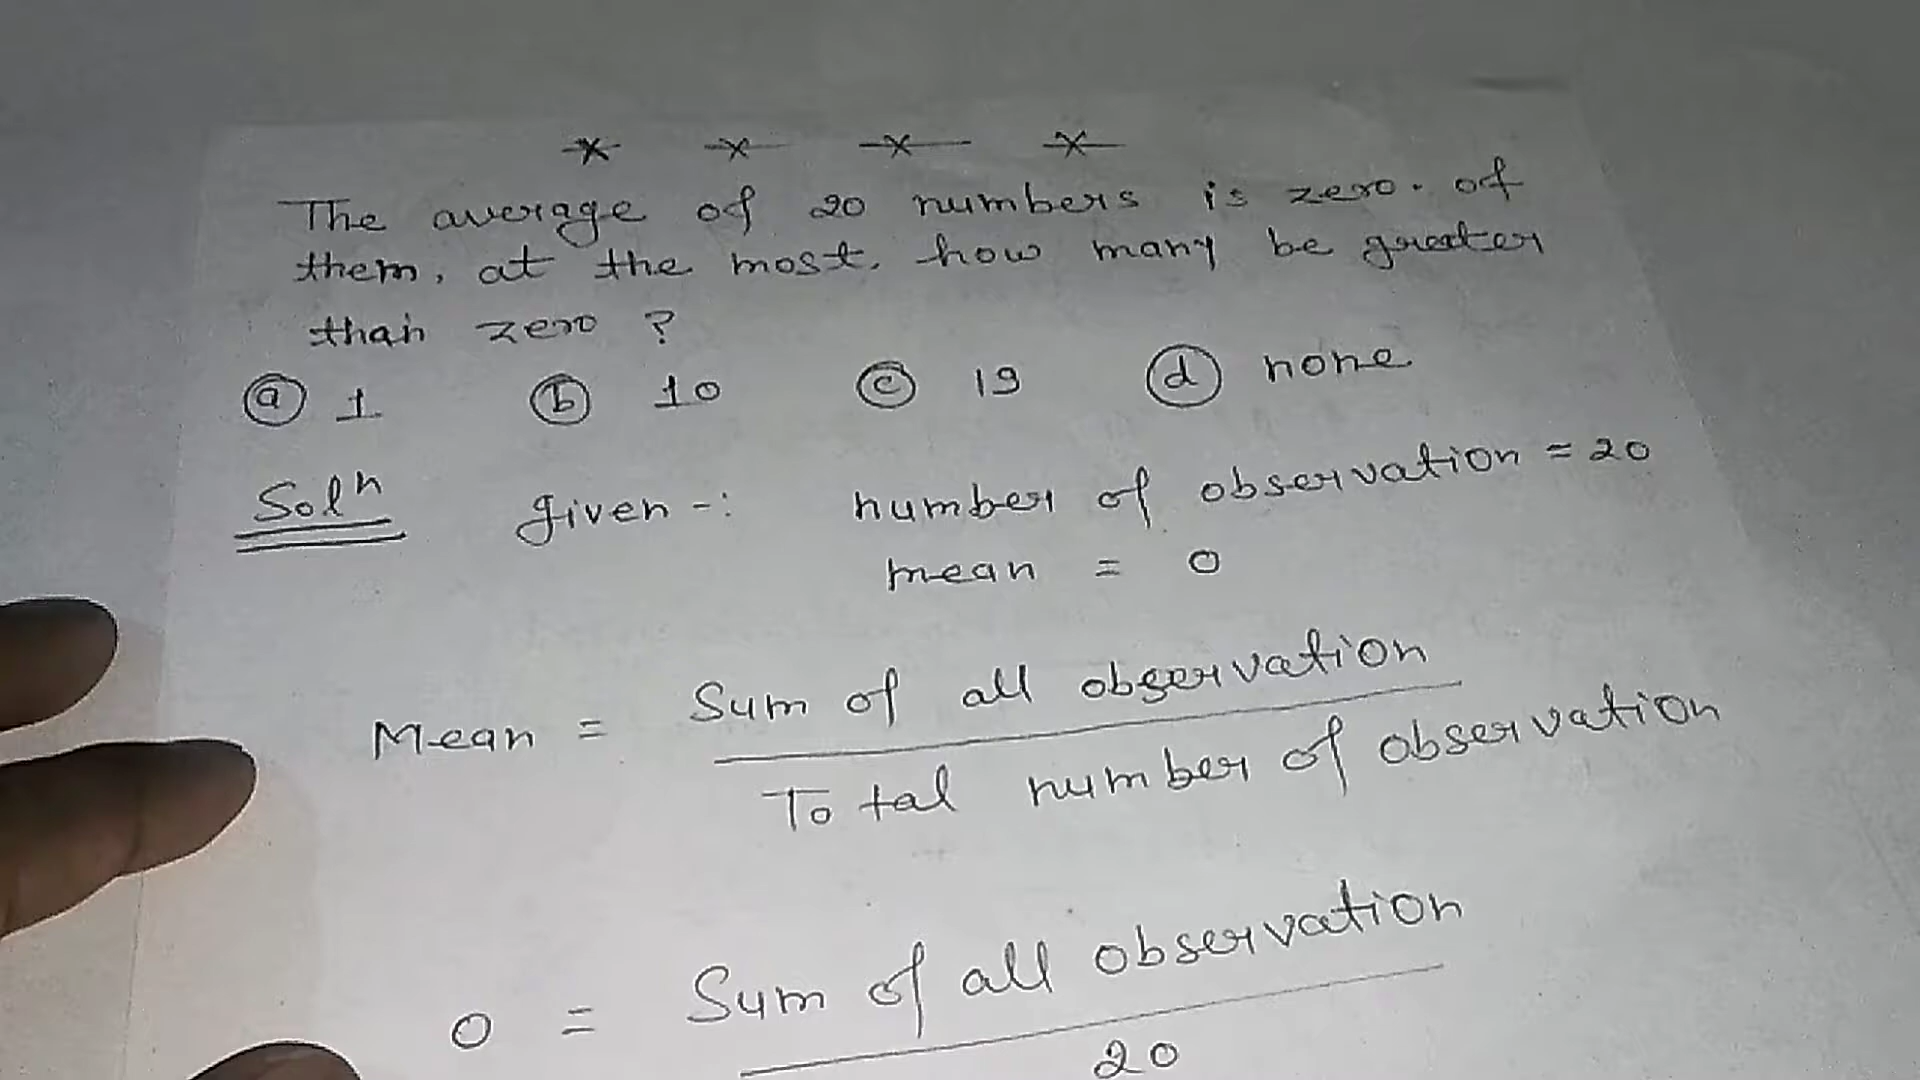 The average of 20 numbers is zero. of
them, at the most, how many be greater
than zero ?
(a) 1 (b) 10 (c) 19 (d) none
Solⁿ given -: number of observation = 20
mean = 0
Mean = Sum of all observation
Total number of observation
0 = Sum of all observation
20